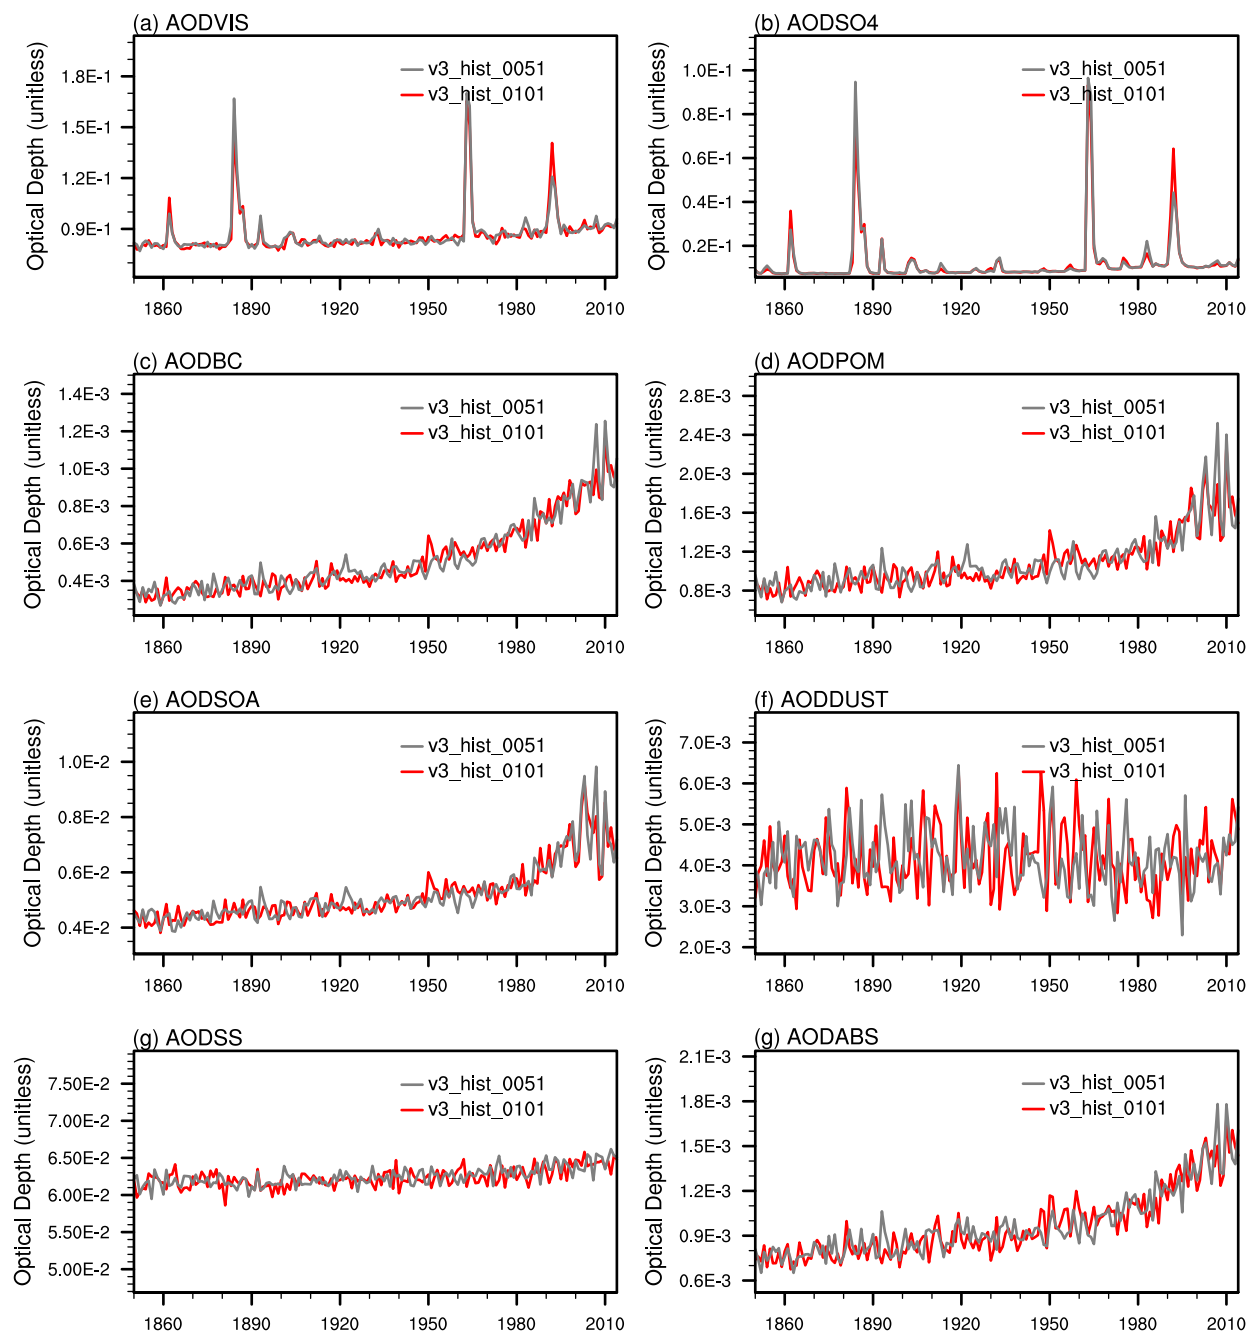 (a) AODVIS
Optical Depth (unitless)
1.8E-1
1.5E-1
1.2E-1
0.9E-1
v3_hist_0051
v3_hist_0101
1860 1890 1920 1950 1980 2010
(b) AODSO4
Optical Depth (unitless)
1.0E-1
0.8E-1
0.6E-1
0.4E-1
0.2E-1
v3_hist_0051
v3_hist_0101
1860 1890 1920 1950 1980 2010
(c) AODBC
Optical Depth (unitless)
1.4E-3
1.2E-3
1.0E-3
0.8E-3
0.6E-3
0.4E-3
v3_hist_0051
v3_hist_0101
1860 1890 1920 1950 1980 2010
(d) AODPOM
Optical Depth (unitless)
2.8E-3
2.4E-3
2.0E-3
1.6E-3
1.2E-3
0.8E-3
v3_hist_0051
v3_hist_0101
1860 1890 1920 1950 1980 2010
(e) AODSOA
Optical Depth (unitless)
1.0E-2
0.8E-2
0.6E-2
0.4E-2
v3_hist_0051
v3_hist_0101
1860 1890 1920 1950 1980 2010
(f) AODDUST
Optical Depth (unitless)
7.0E-3
6.0E-3
5.0E-3
4.0E-3
3.0E-3
2.0E-3
v3_hist_0051
v3_hist_0101
1860 1890 1920 1950 1980 2010
(g) AODSS
Optical Depth (unitless)
7.50E-2
7.00E-2
6.50E-2
6.00E-2
5.50E-2
5.00E-2
v3_hist_0051
v3_hist_0101
1860 1890 1920 1950 1980 2010
(g) AODABS
Optical Depth (unitless)
2.1E-3
1.8E-3
1.5E-3
1.2E-3
0.9E-3
0.6E-3
v3_hist_0051
v3_hist_0101
1860 1890 1920 1950 1980 2010